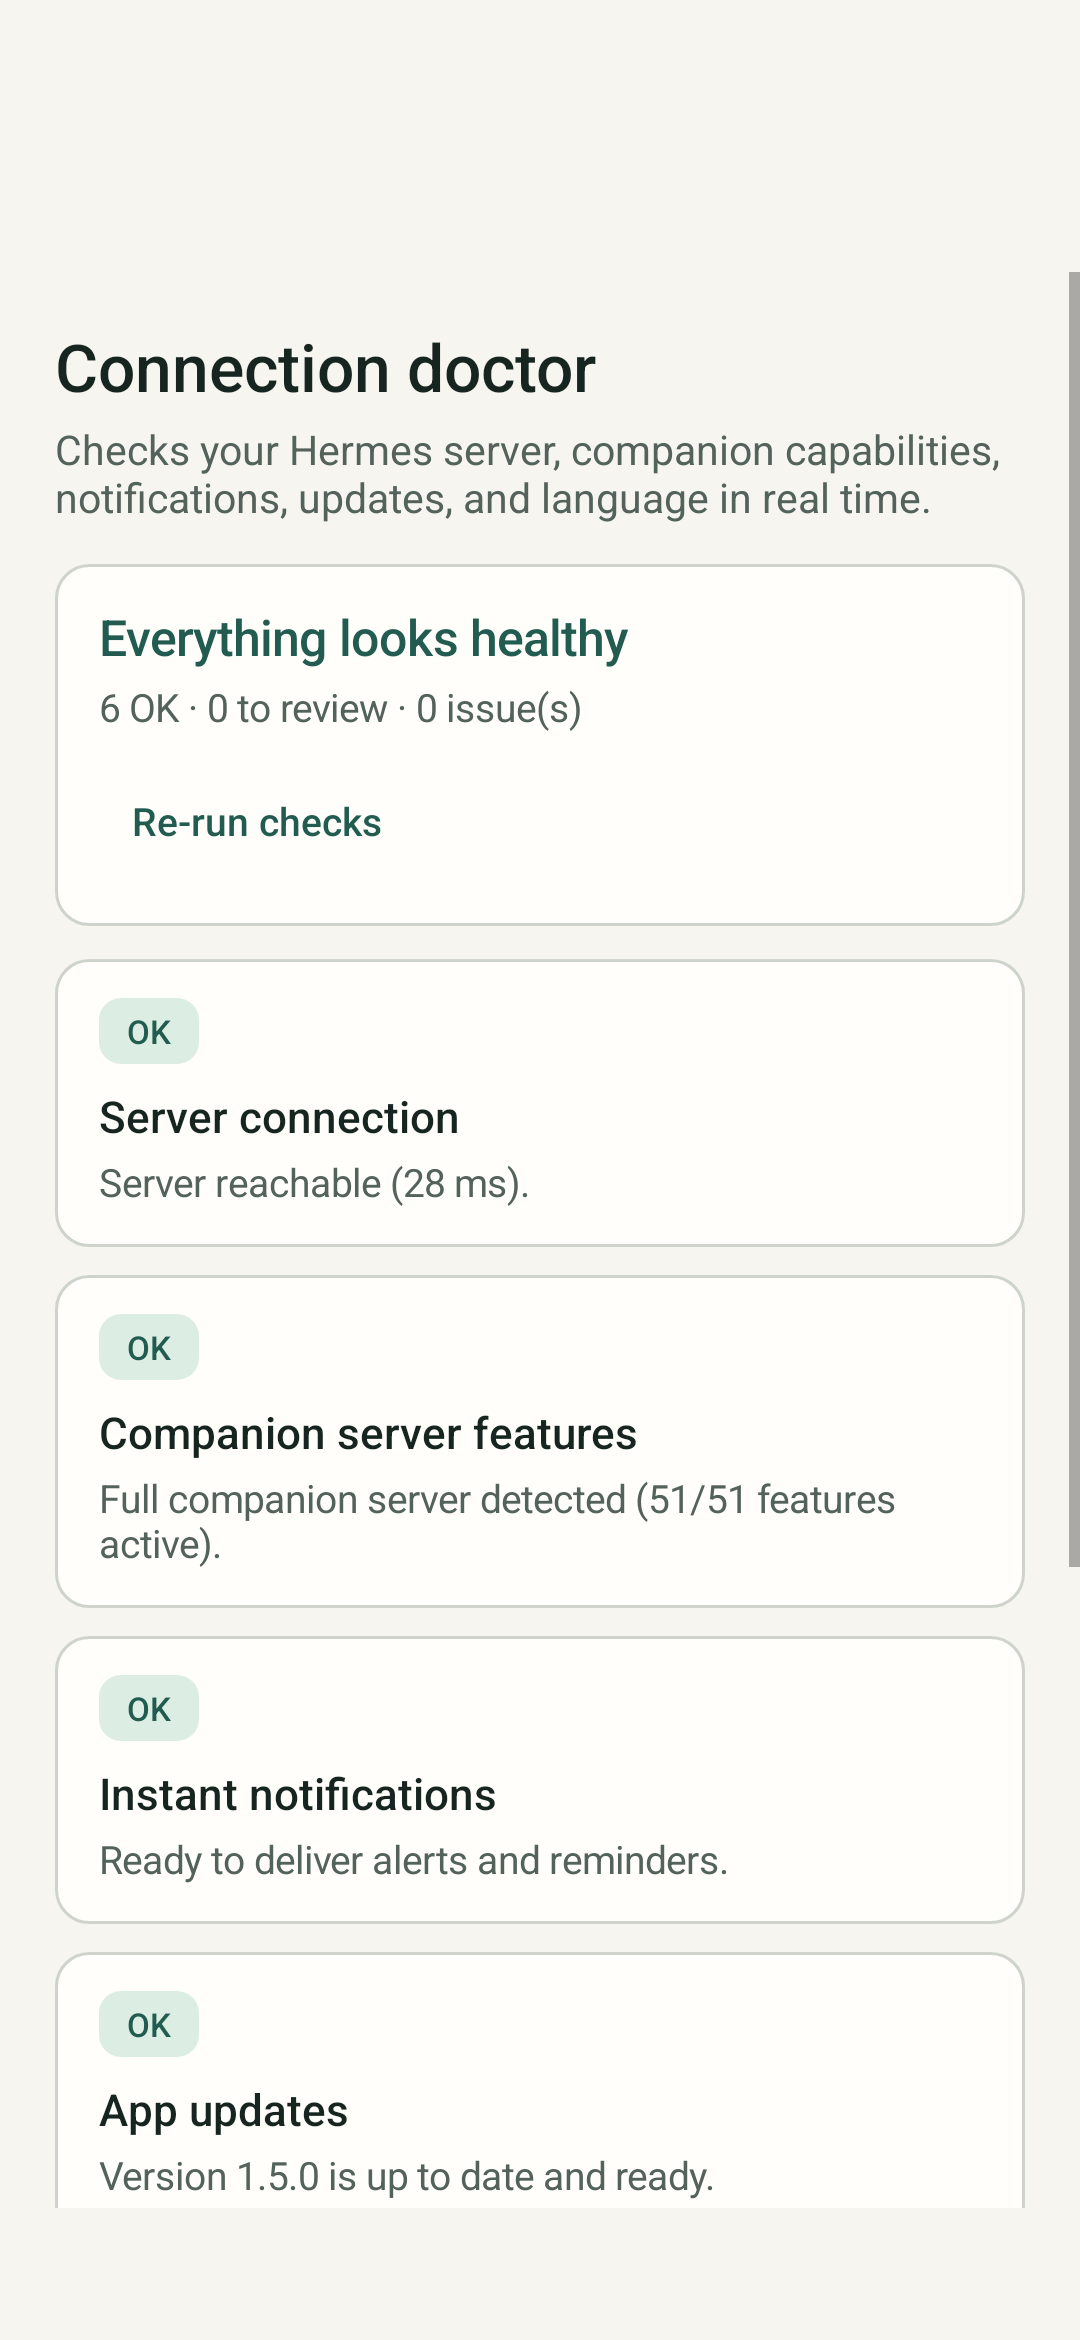 Connection doctor
Checks your Hermes server, companion capabilities,
notifications, updates, and language in real time.
Everything looks healthy
6 OK · 0 to review · 0 issue(s)
Re-run checks
OK
Server connection
Server reachable (28 ms).
OK
Companion server features
Full companion server detected (51/51 features
active).
OK
Instant notifications
Ready to deliver alerts and reminders.
OK
App updates
Version 1.5.0 is up to date and ready.